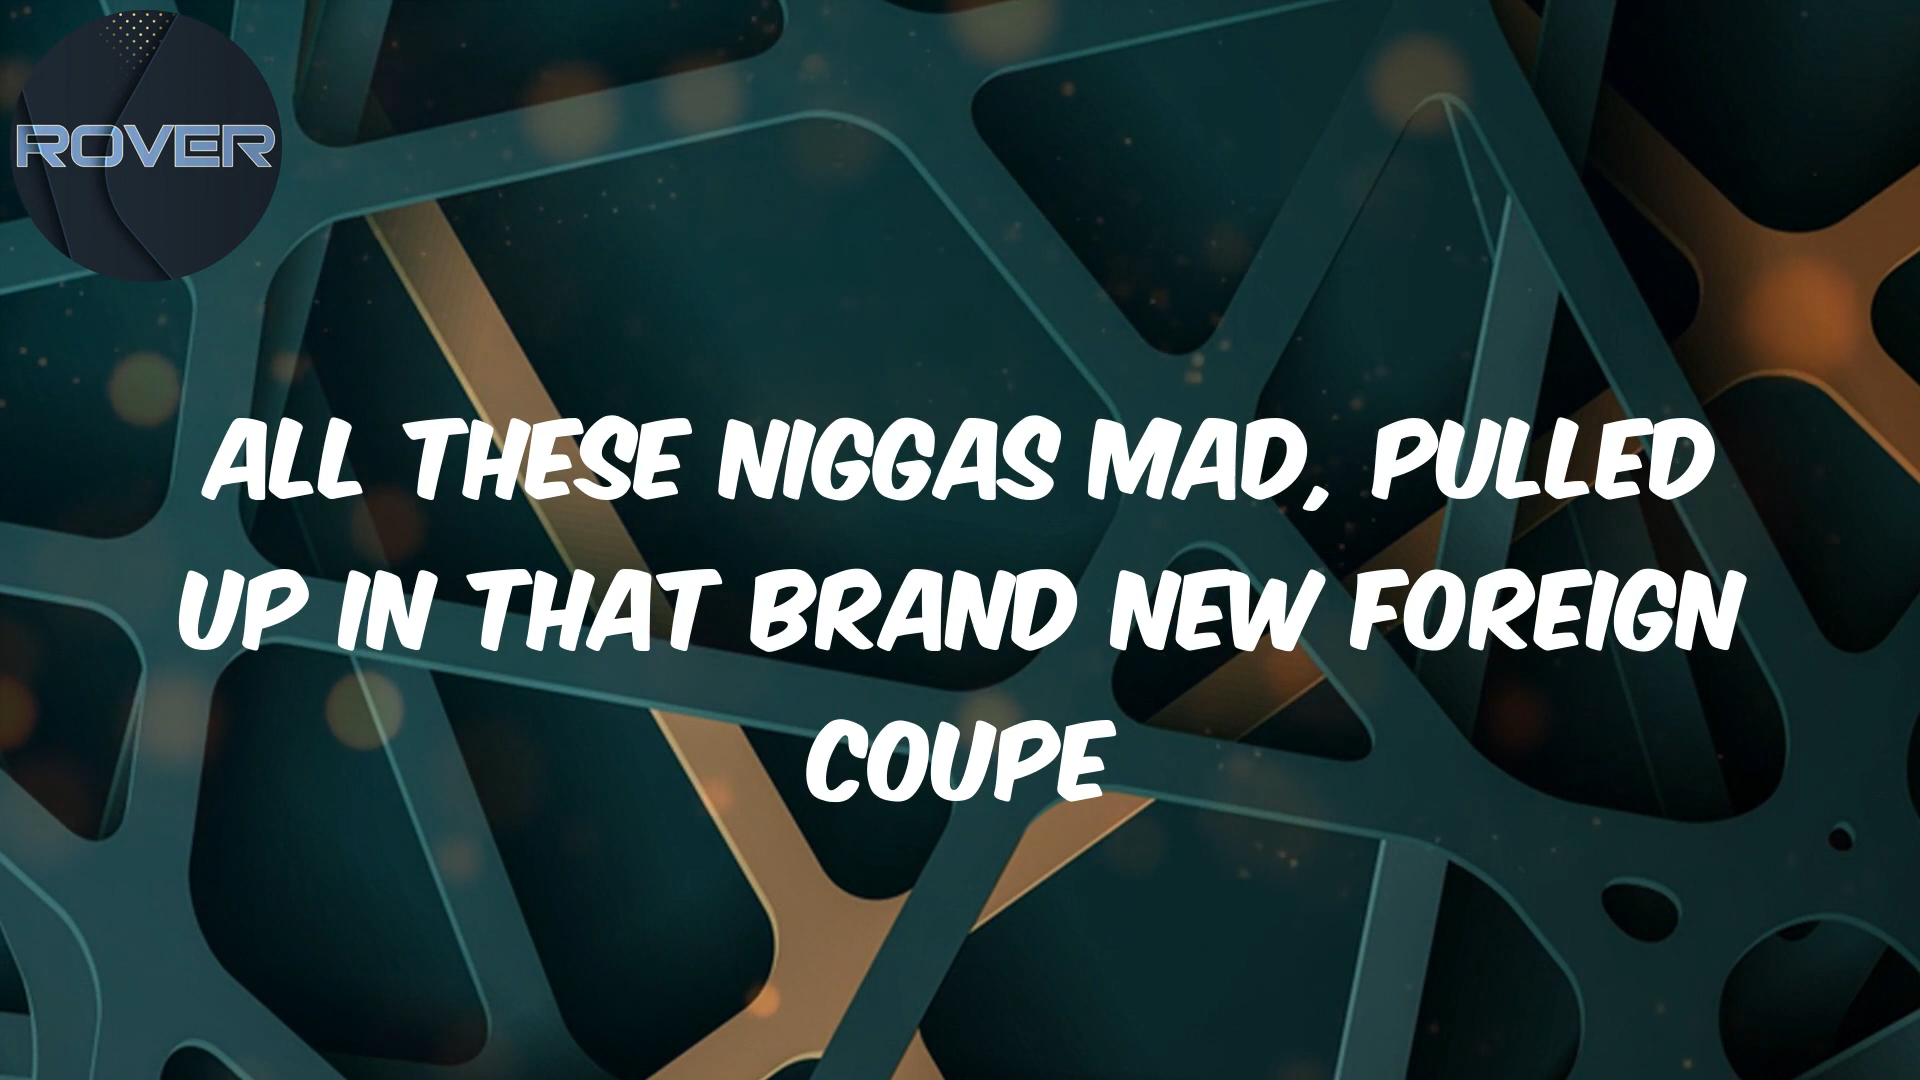 ROVER
ALL THESE NIGGAS MAD, PULLED
UP IN THAT BRAND NEW FOREIGN
COUPE